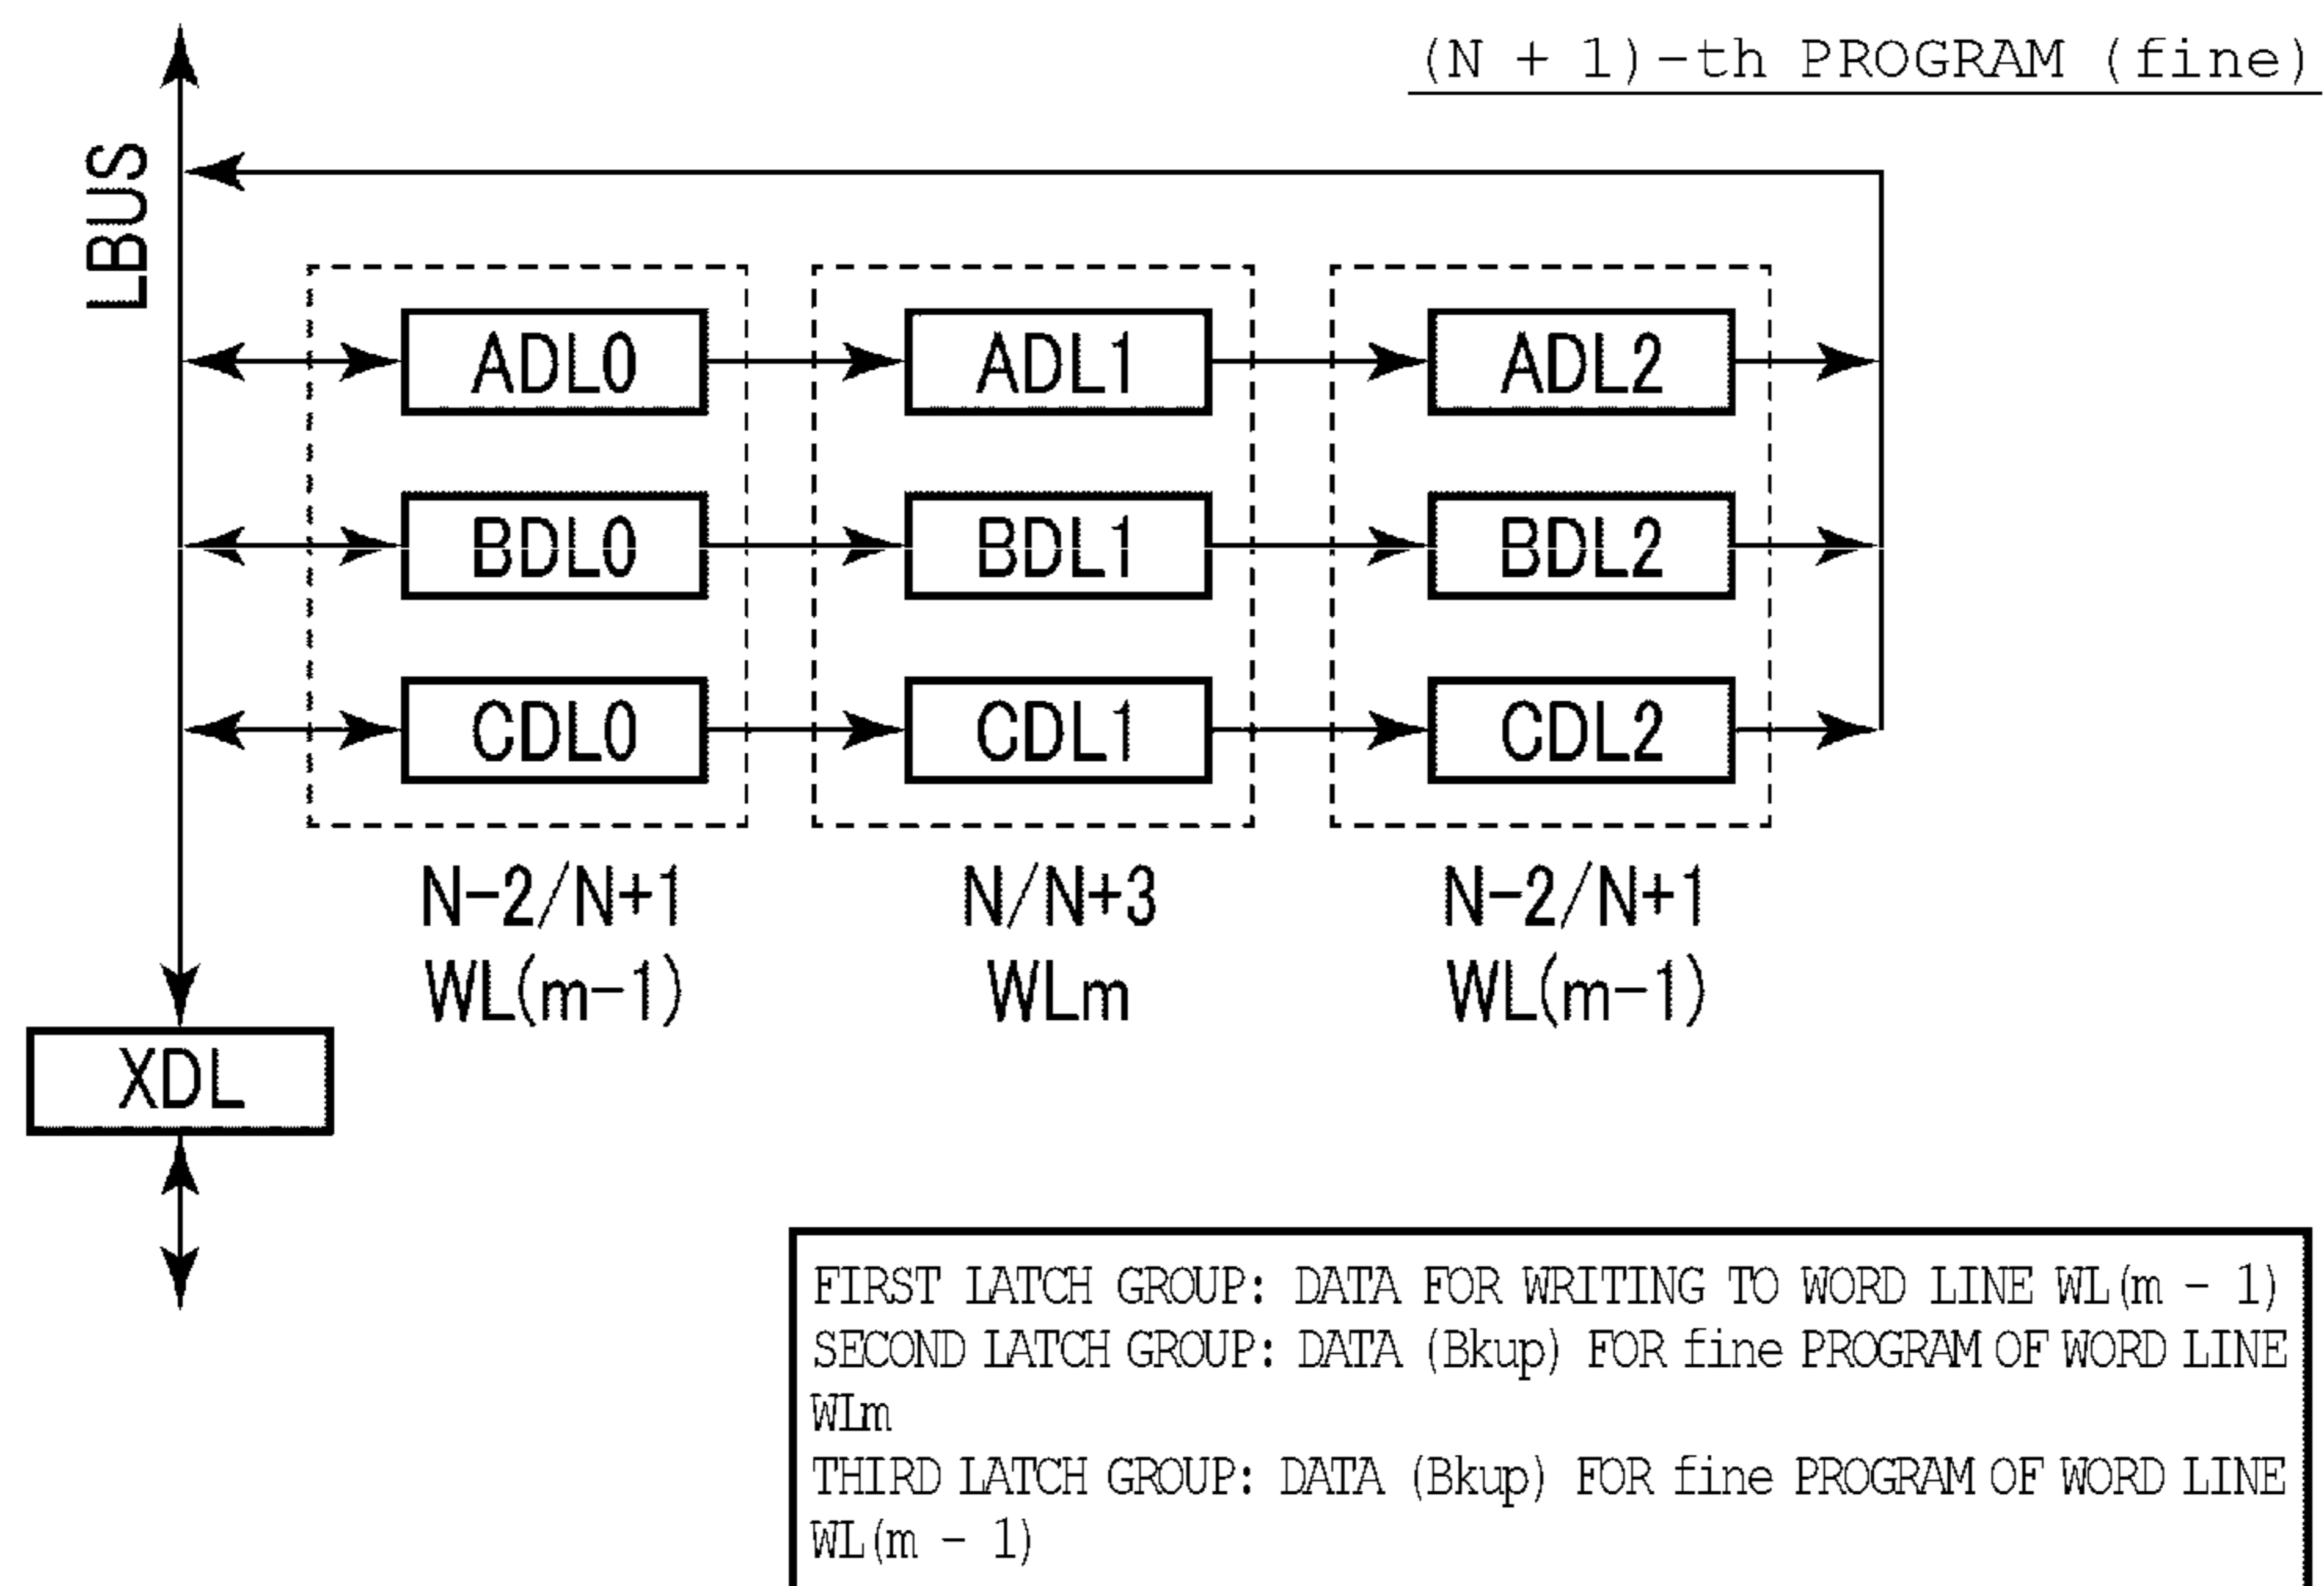 (N + 1)-th PROGRAM (fine)
LBUS
ADL0 ADL1 ADL2
BDL0 BDL1 BDL2
CDL0 CDL1 CDL2
N-2/N+1 N/N+3 N-2/N+1
WL(m-1) WLm WL(m-1)
XDL
FIRST LATCH GROUP: DATA FOR WRITING TO WORD LINE WL(m - 1)
SECOND LATCH GROUP: DATA (Bkup) FOR fine PROGRAM OF WORD LINE
WLm
THIRD LATCH GROUP: DATA (Bkup) FOR fine PROGRAM OF WORD LINE
WL(m - 1)